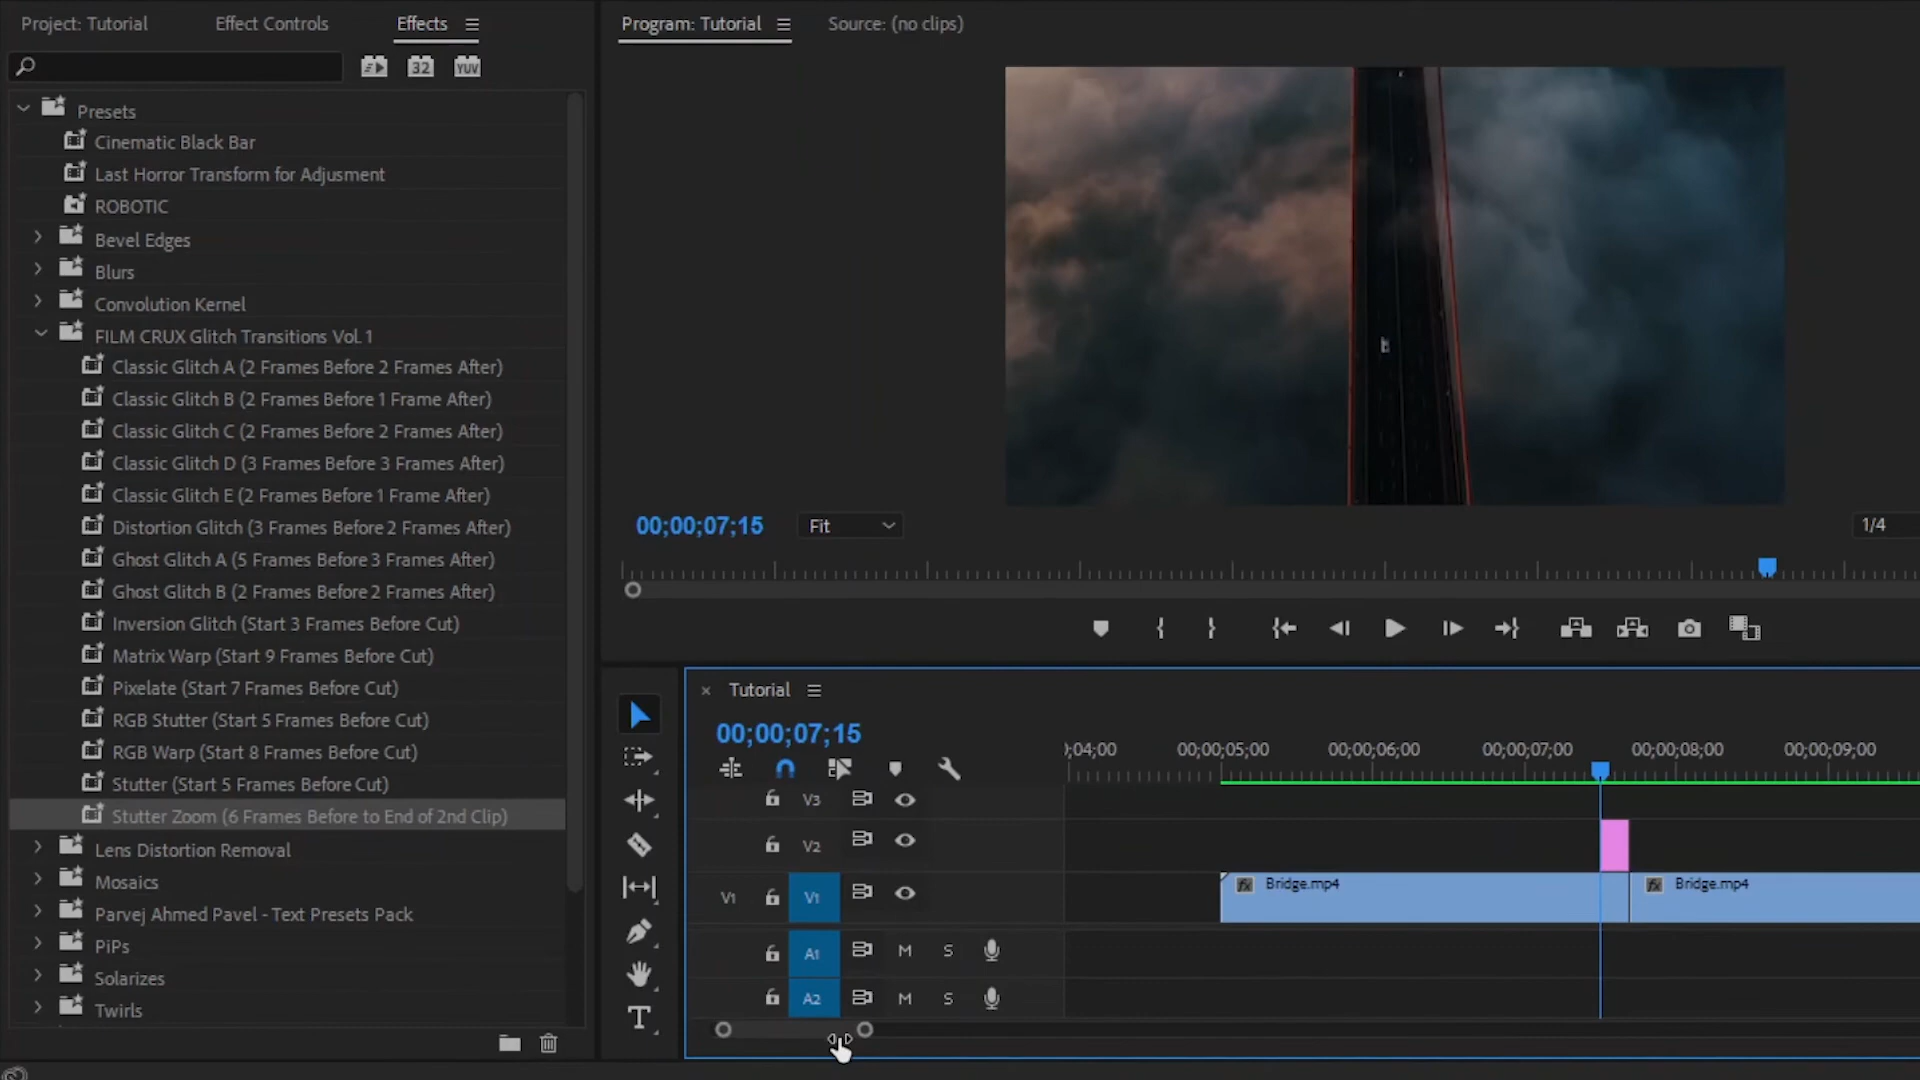 Project: Tutorial
Effect Controls
Effects
32
YUV
Presets
Cinematic Black Bar
Last Horror Transform for Adjusment
ROBOTIC
Bevel Edges
Blurs
Convolution Kernel
FILM CRUX Glitch Transitions Vol.1
Classic Glitch A (2 Frames Before 2 Frames After)
Classic Glitch B (2 Frames Before 1 Frame After)
Classic Glitch C (2 Frames Before 2 Frames After)
Classic Glitch D (3 Frames Before 3 Frames After)
Classic Glitch E (2 Frames Before 1 Frame After)
Distortion Glitch (3 Frames Before 2 Frames After)
Ghost Glitch A (5 Frames Before 3 Frames After)
Ghost Glitch B (2 Frames Before 2 Frames After)
Inversion Glitch (Start 3 Frames Before Cut)
Matrix Warp (Start 9 Frames Before Cut)
Pixelate (Start 7 Frames Before Cut)
RGB Stutter (Start 5 Frames Before Cut)
RGB Warp (Start 8 Frames Before Cut)
Stutter (Start 5 Frames Before Cut)
Stutter Zoom (6 Frames Before to End of 2nd Clip)
Lens Distortion Removal
Mosaics
Parvej Ahmed Pavel - Text Presets Pack
PiPs
Solarizes
Twirls
Program: Tutorial
Source: (no clips)
00;00;07;15
Fit
1/4
Tutorial
00;00;07;15
;04;00
00;00;05;00
00;00;06;00
00;00;07;00
00;00;08;00
00;00;09;00
V3
V2
V1 V1
fx Bridge.mp4
fx Bridge.mp4
A1 M S
A2 M S